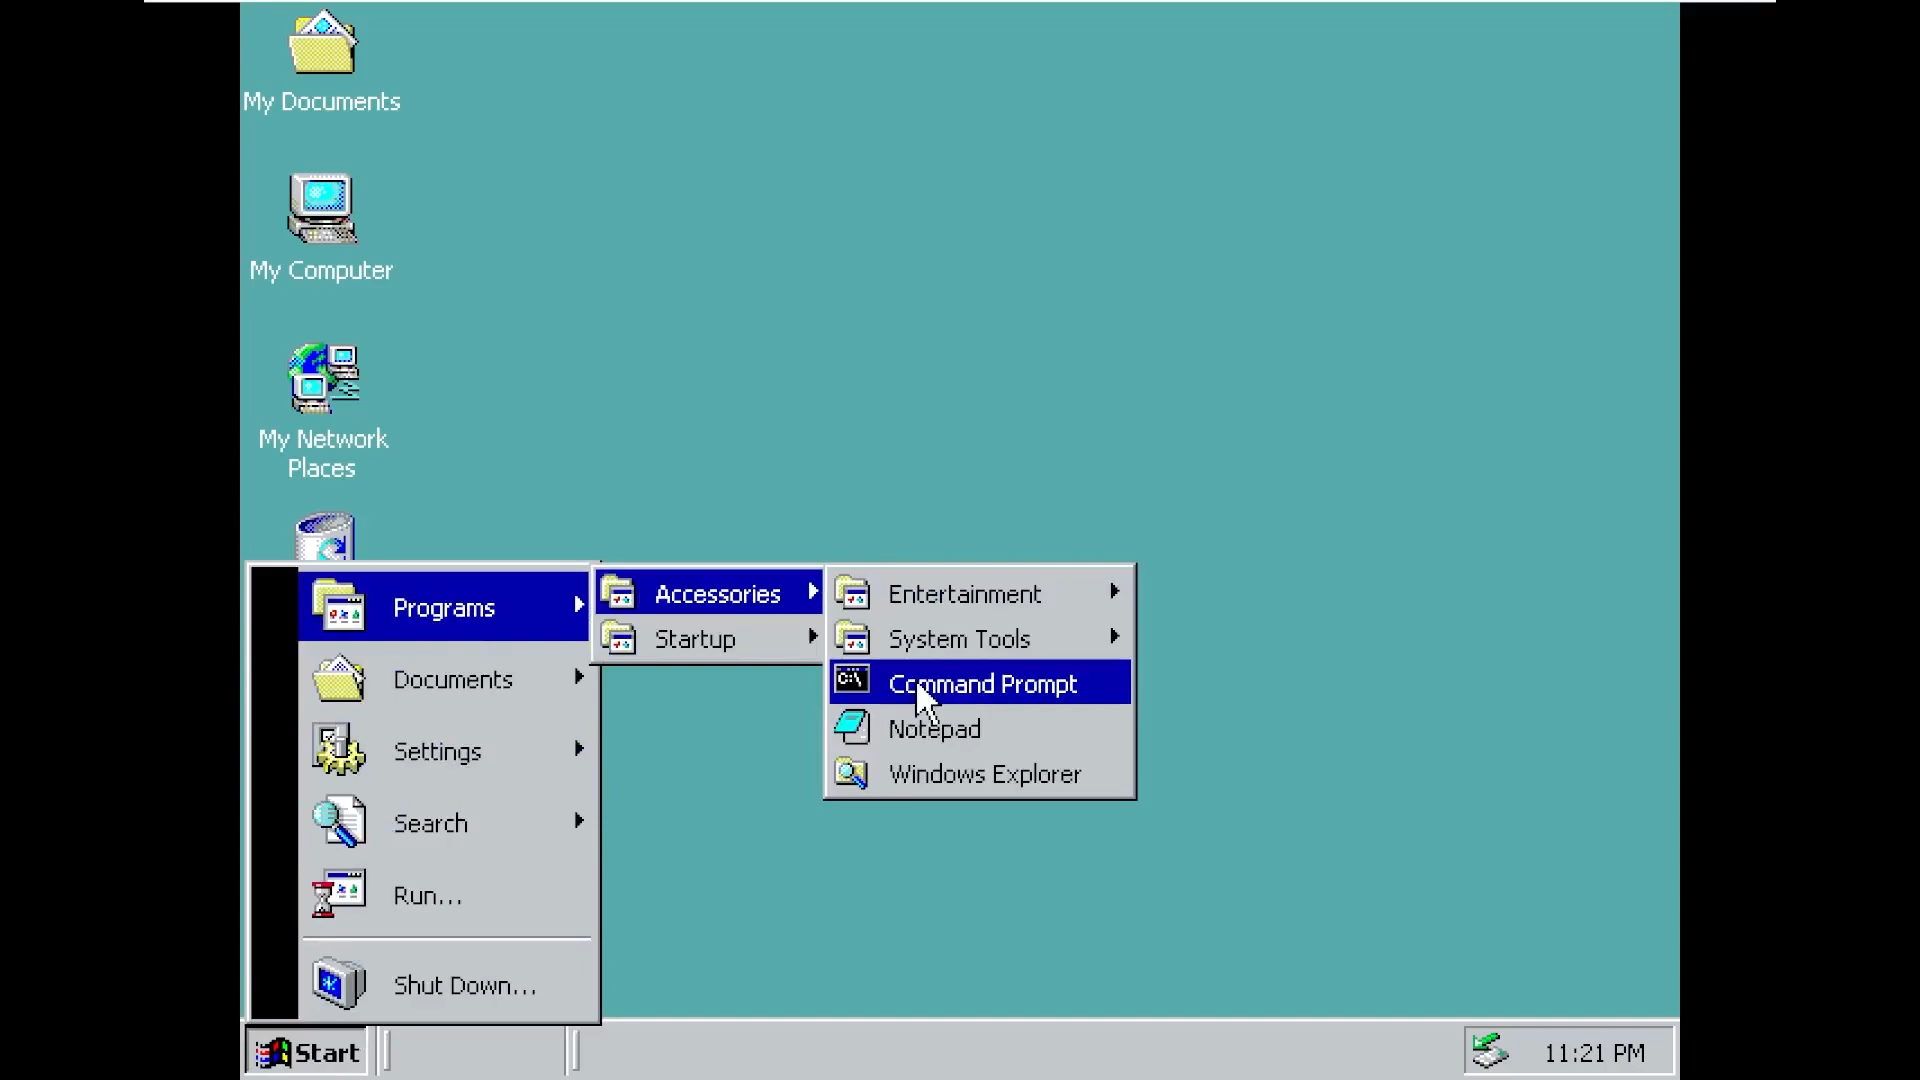 My Documents
My Computer
My Network
Places
Programs
Documents
Settings
Search
Run...
Shut Down...
Accessories
Startup
Entertainment
System Tools
C:\
Command Prompt
Notepad
Windows Explorer
Start
11:21 PM